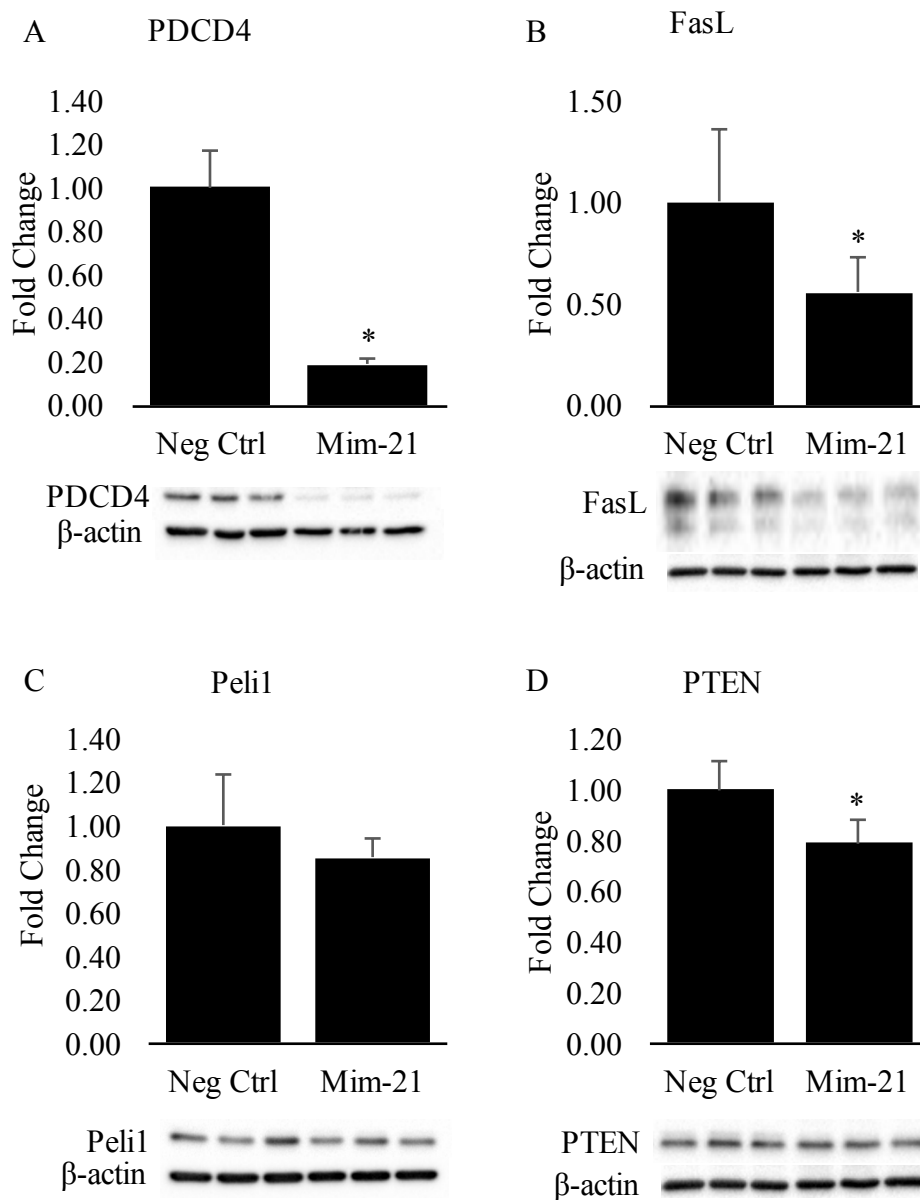 A
PDCD4
Fold Change
1.40
1.20
1.00
0.80
0.60
0.40
0.20
0.00
*
Neg Ctrl Mim-21
PDCD4
β-actin
B
FasL
Fold Change
1.50
1.00
0.50
0.00
*
Neg Ctrl Mim-21
FasL
β-actin
C
Peli1
Fold Change
1.40
1.20
1.00
0.80
0.60
0.40
0.20
0.00
Neg Ctrl Mim-21
Peli1
β-actin
D
PTEN
Fold Change
1.20
1.00
0.80
0.60
0.40
0.20
0.00
*
Neg Ctrl Mim-21
PTEN
β-actin